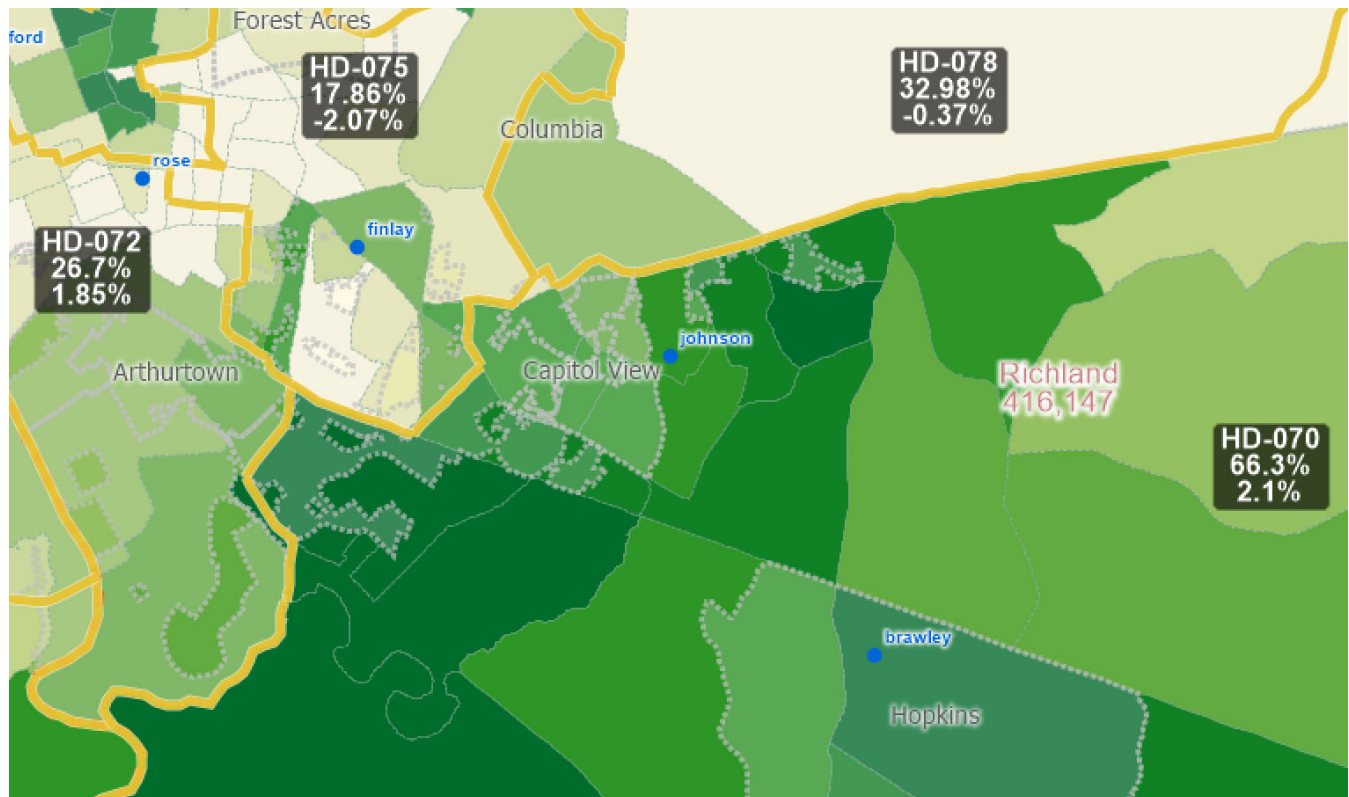 Forest Acres
ford
HD-075
17.86%
-2.07%
HD-078
32.98%
-0.37%
Columbia
rose
finlay
HD-072
26.7%
1.85%
johnson
Arthurtown
Capitol View
Richland
416,147
HD-070
66.3%
2.1%
brawley
Hopkins